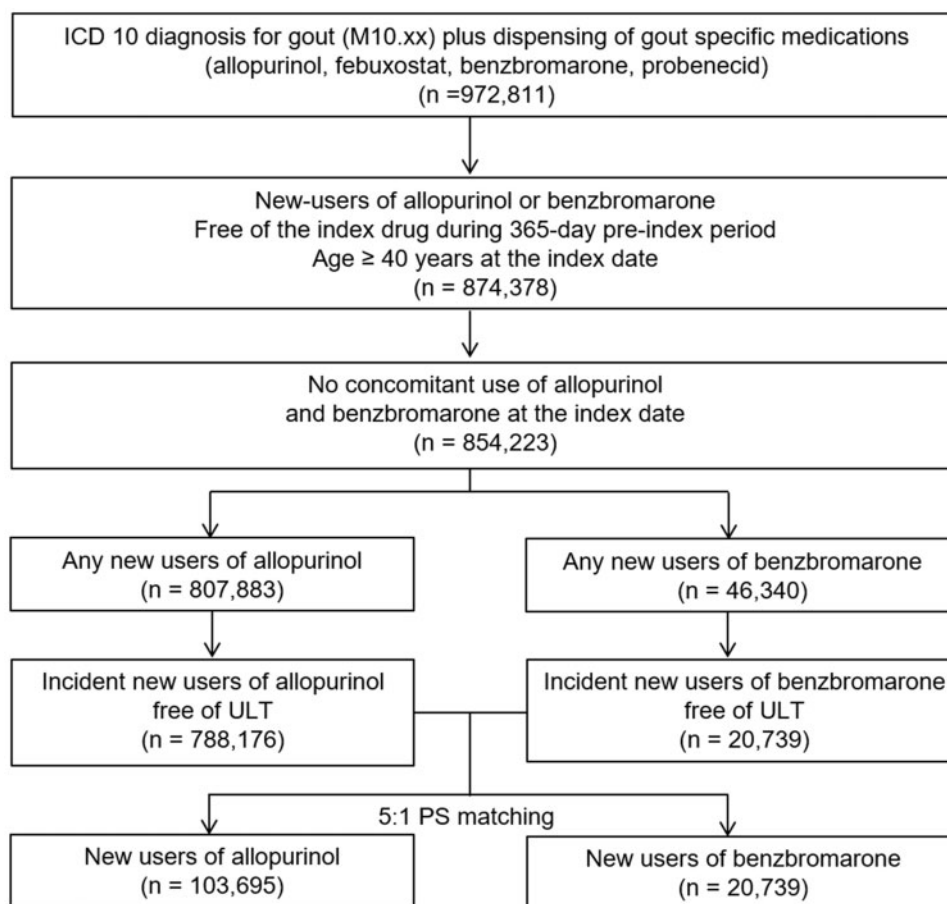 ICD 10 diagnosis for gout (M10.xx) plus dispensing of gout specific medications
(allopurinol, febuxostat, benzbromarone, probenecid)
(n =972,811)
New-users of allopurinol or benzbromarone
Free of the index drug during 365-day pre-index period
Age ≥ 40 years at the index date
(n = 874,378)
No concomitant use of allopurinol
and benzbromarone at the index date
(n = 854,223)
Any new users of allopurinol
(n = 807,883)
Any new users of benzbromarone
(n = 46,340)
Incident new users of allopurinol
free of ULT
(n = 788,176)
Incident new users of benzbromarone
free of ULT
(n = 20,739)
5:1 PS matching
New users of allopurinol
(n = 103,695)
New users of benzbromarone
(n = 20,739)